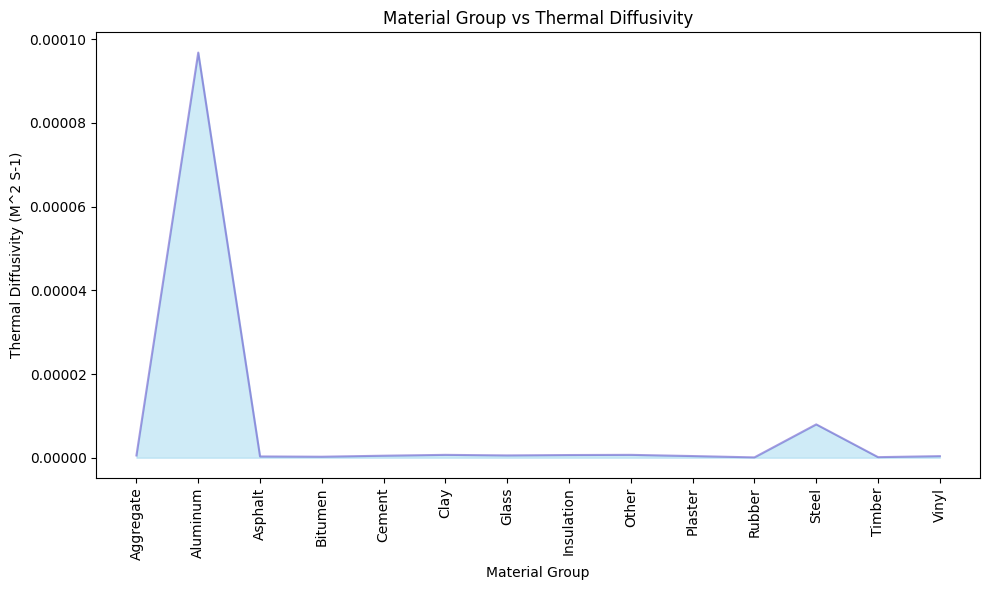 Material Group vs Thermal Diffusivity
Thermal Diffusivity (M^2 S-1)
0.00010
0.00008
0.00006
0.00004
0.00002
0.00000
Aggregate
Aluminum
Asphalt
Bitumen
Cement
Clay
Glass
Insulation
Other
Plaster
Rubber
Steel
Timber
Vinyl
Material Group